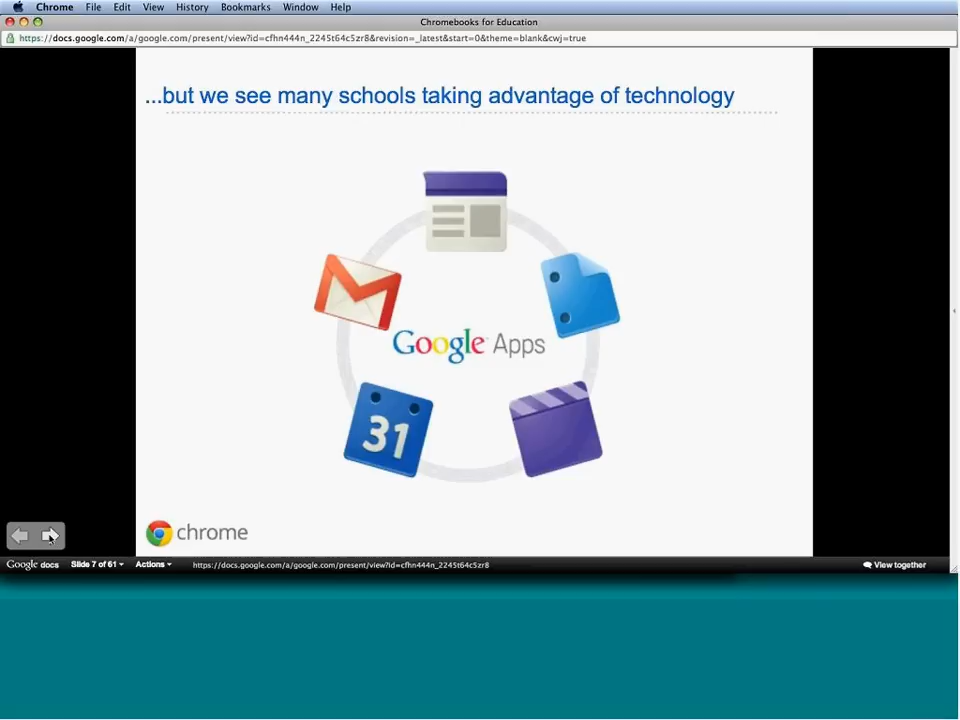 Chrome File Edit View History Bookmarks Window Help
Chromebooks for Education
https://docs.google.com/a/google.com/present/view?id=cfhn444n_2245t64c5zr8&revision=_latest&start=0&theme=blank&cwj=true
...but we see many schools taking advantage of technology
Google Apps
31
chrome
Google docs Slide 7 of 61 Actions https://docs.google.com/a/google.com/present/view?id=cfhn444n_2245t64c5zr8 View together